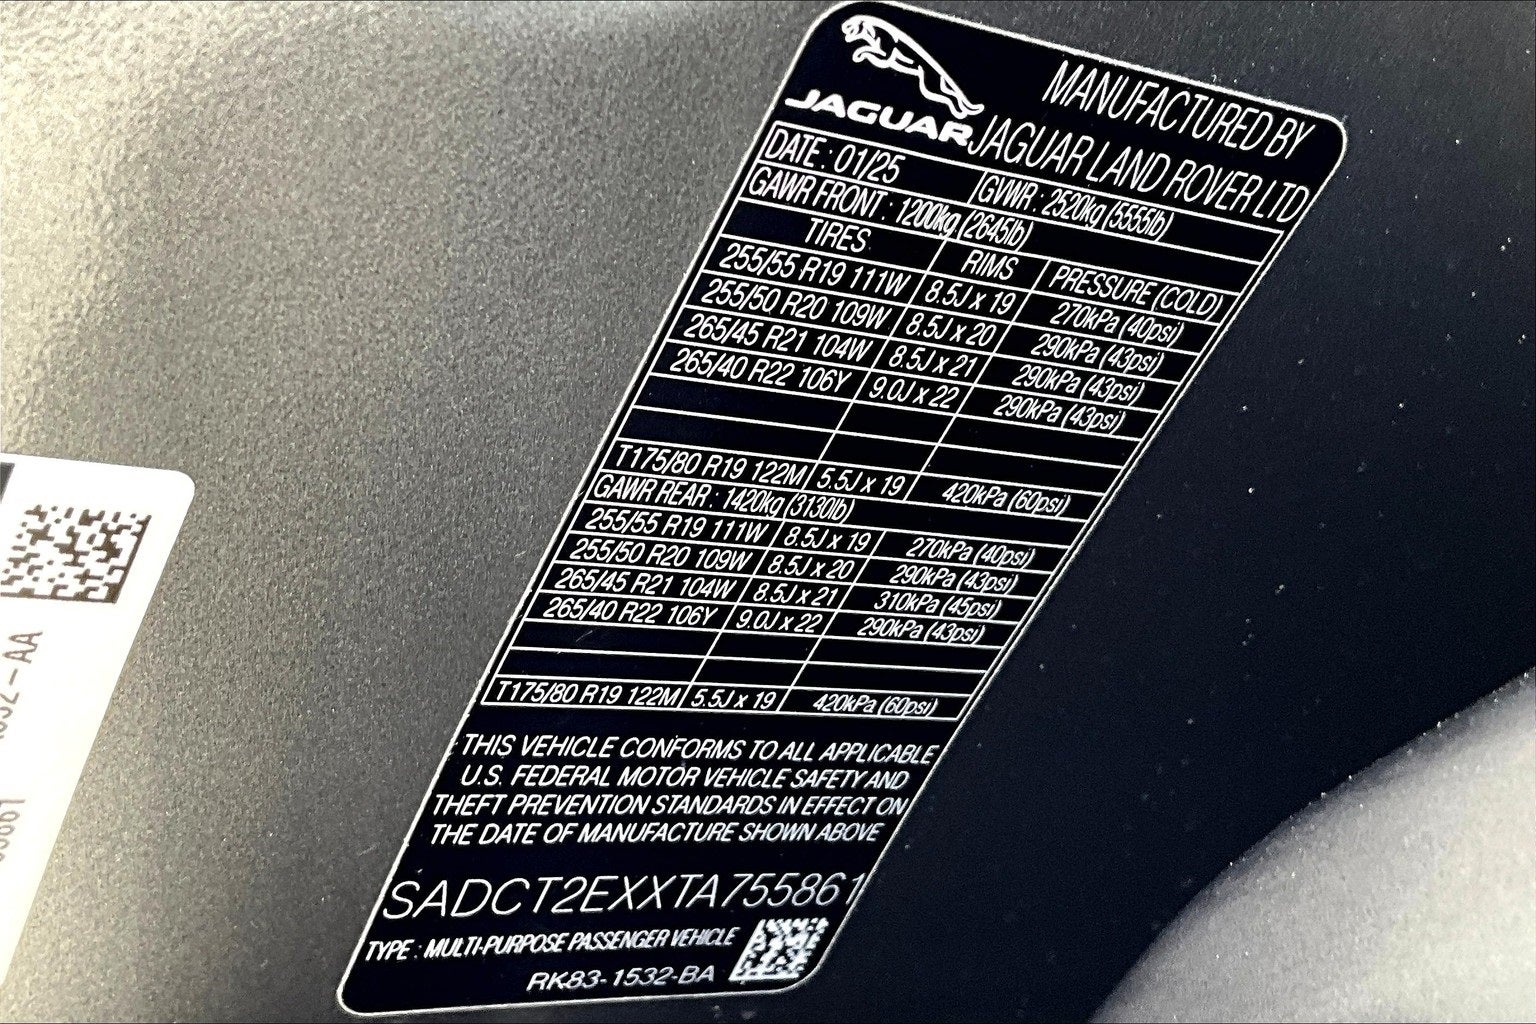 JAGUAR
MANUFACTURED BY
JAGUAR LAND ROVER LTD
DATE : 01/25 GVWR : 2520kg (5555lb)
GAWR FRONT : 1200kg (2645lb)
TIRES RIMS PRESSURE (COLD)
255/55 R19 111W 8.5J x 19 270kPa (40psi)
255/50 R20 109W 8.5J x 20 290kPa (43psi)
265/45 R21 104W 8.5J x 21 290kPa (43psi)
265/40 R22 106Y 9.0J x 22 290kPa (43psi)
T175/80 R19 122M 5.5J x 19 420kPa (60psi)
GAWR REAR : 1420kg (3130lb)
255/55 R19 111W 8.5J x 19 270kPa (40psi)
255/50 R20 109W 8.5J x 20 290kPa (43psi)
265/45 R21 104W 8.5J x 21 310kPa (45psi)
265/40 R22 106Y 9.0J x 22 290kPa (43psi)
T175/80 R19 122M 5.5J x 19 420kPa (60psi)
THIS VEHICLE CONFORMS TO ALL APPLICABLE
U.S. FEDERAL MOTOR VEHICLE SAFETY AND
THEFT PREVENTION STANDARDS IN EFFECT ON
THE DATE OF MANUFACTURE SHOWN ABOVE
SADCT2EXXTA755861
TYPE : MULTI-PURPOSE PASSENGER VEHICLE
RK83-1532-BA